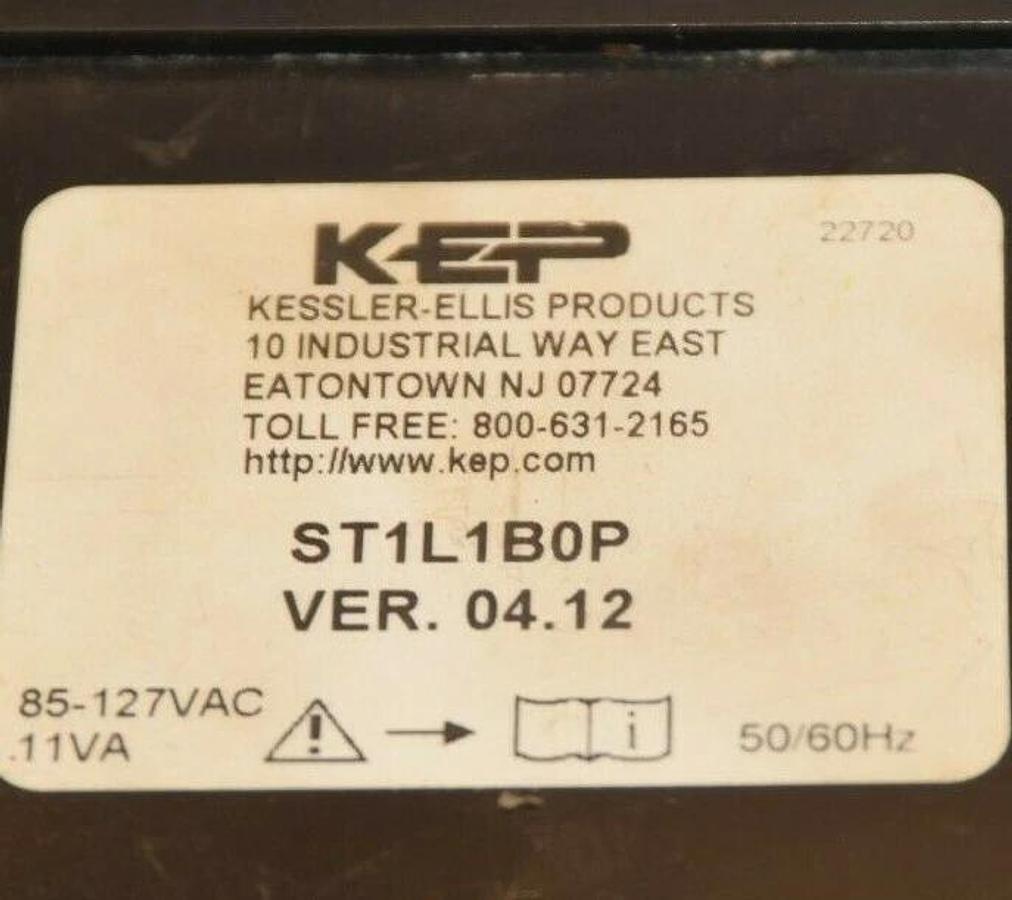 KEP
22720
KESSLER-ELLIS PRODUCTS
10 INDUSTRIAL WAY EAST
EATONTOWN NJ 07724
TOLL FREE: 800-631-2165
http://www.kep.com
ST1L1B0P
VER. 04.12
85-127VAC
.11VA
! i
50/60Hz